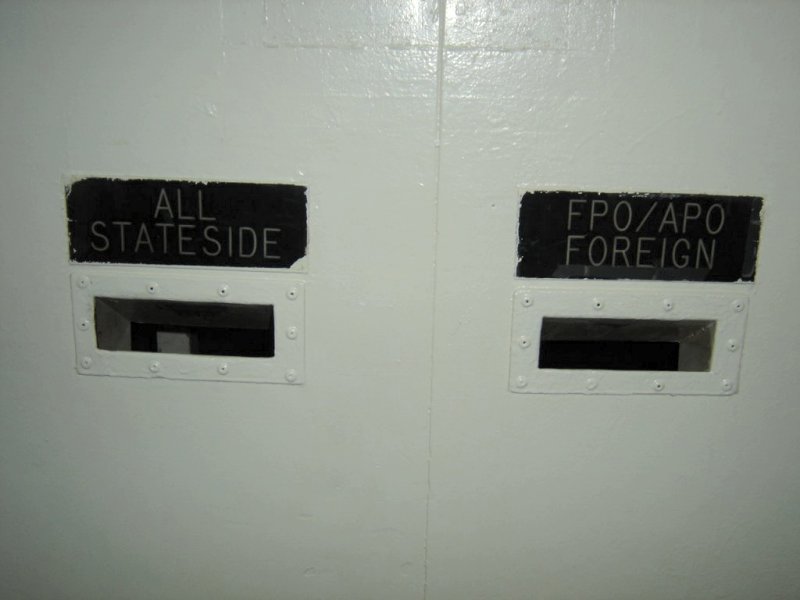 ALL
STATESIDE
FPO/APO
FOREIGN